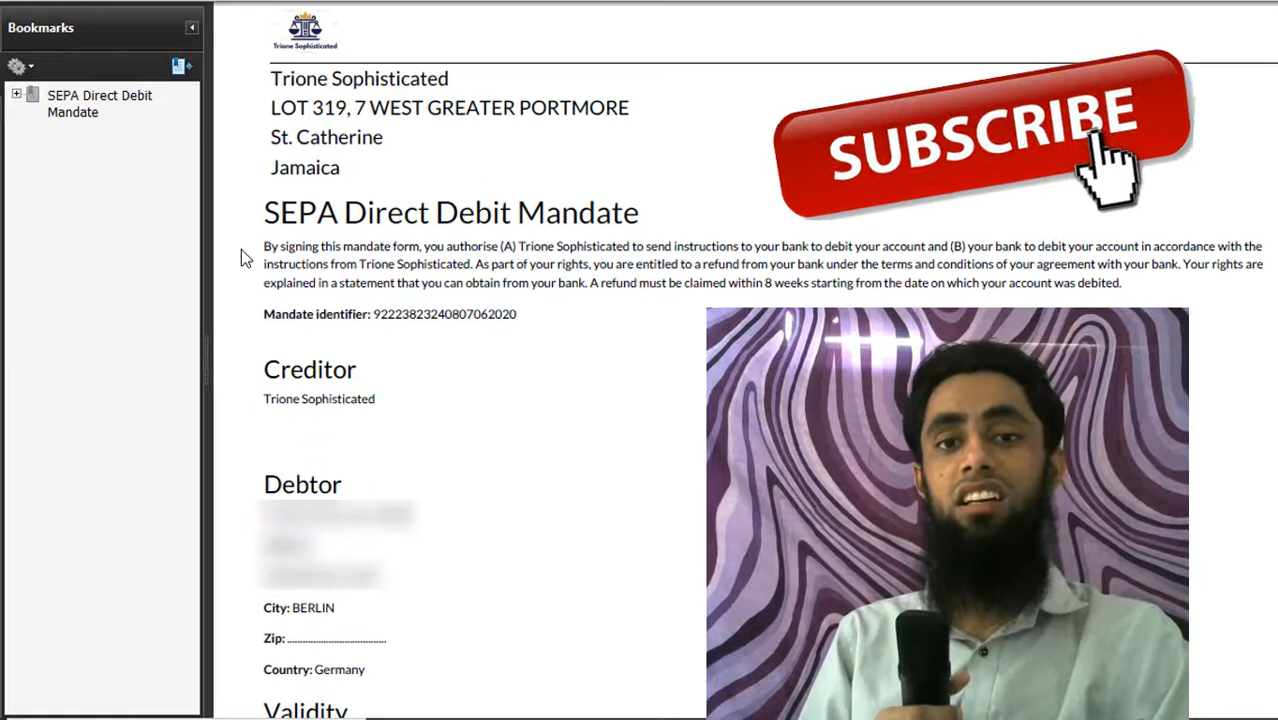 Bookmarks
SEPA Direct Debit
Mandate
Trione Sophisticated
Trione Sophisticated
LOT 319, 7 WEST GREATER PORTMORE
St. Catherine
Jamaica
SUBSCRIBE
SEPA Direct Debit Mandate
By signing this mandate form, you authorise (A) Trione Sophisticated to send instructions to your bank to debit your account and (B) your bank to debit your account in accordance with the
instructions from Trione Sophisticated. As part of your rights, you are entitled to a refund from your bank under the terms and conditions of your agreement with your bank. Your rights are
explained in a statement that you can obtain from your bank. A refund must be claimed within 8 weeks starting from the date on which your account was debited.
Mandate identifier: 92223823240807062020
Creditor
Trione Sophisticated
Debtor
City: BERLIN
Zip: ........................................
Country: Germany
Validity